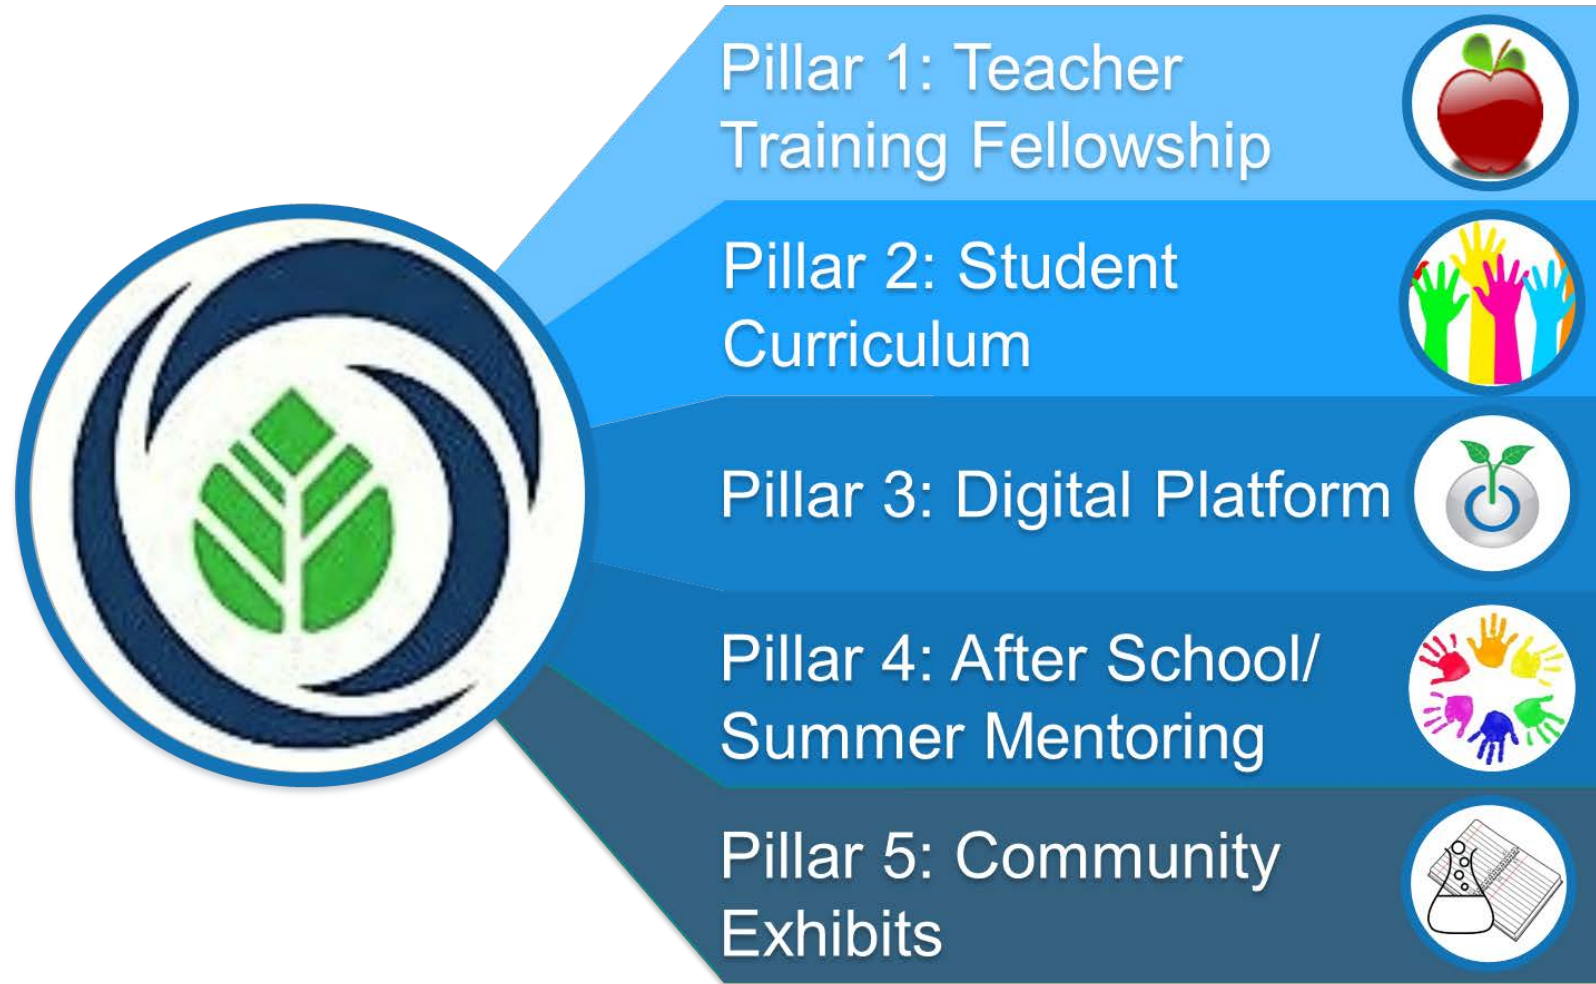 Pillar 1: Teacher
Training Fellowship
Pillar 2: Student
Curriculum
Pillar 3: Digital Platform
Pillar 4: After School/
Summer Mentoring
Pillar 5: Community
Exhibits